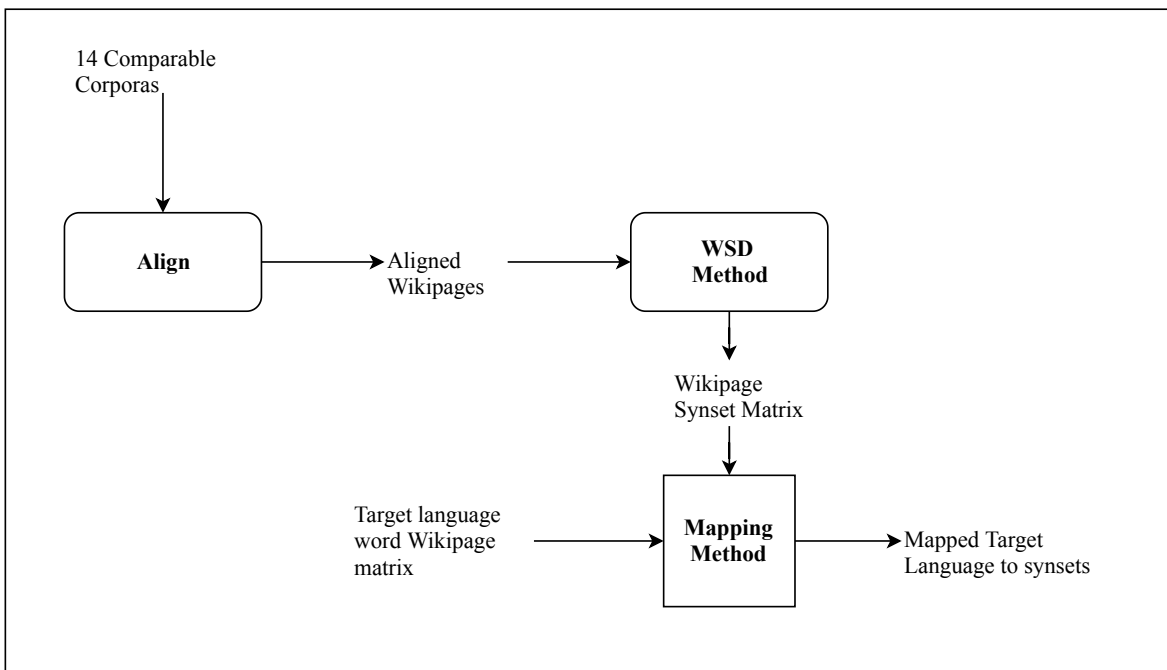 14 Comparable
Corporas
Align
Aligned
Wikipages
WSD
Method
Wikipage
Synset Matrix
Target language
word Wikipage
matrix
Mapping
Method
Mapped Target
Language to synsets